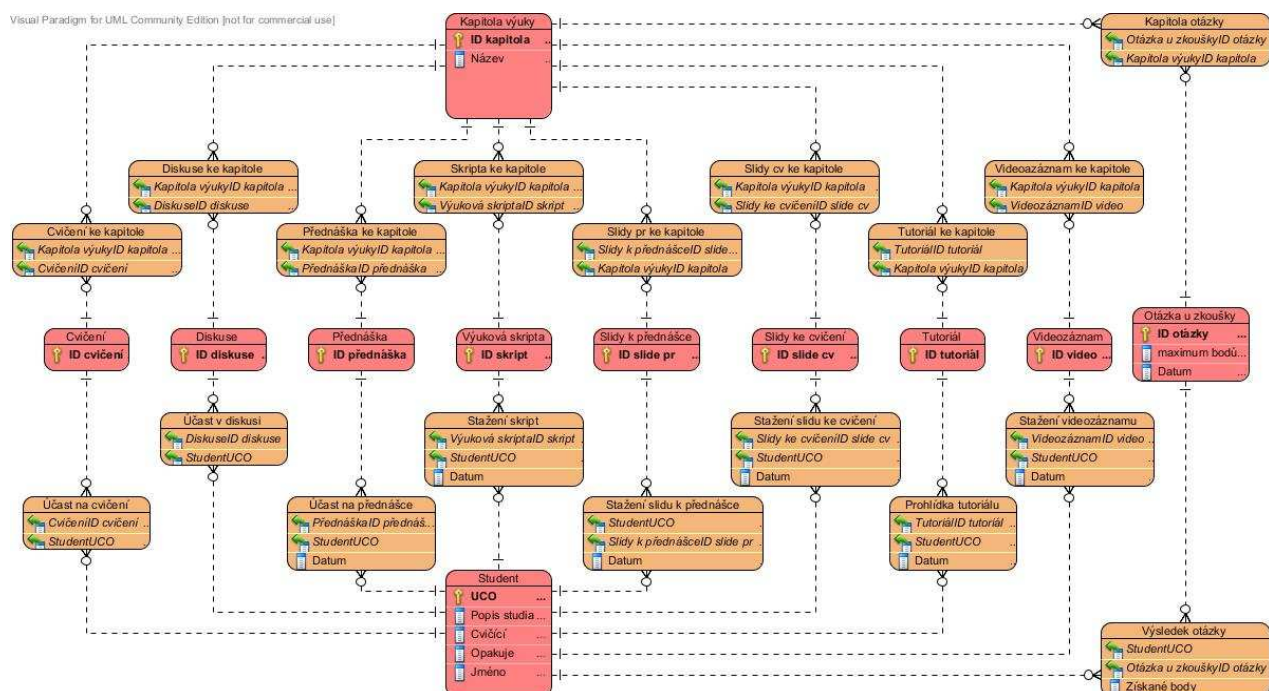 Visual Paradigm for UML Community Edition [not for commercial use]
Kapitola výuky
ID kapitola ...
Název ...
Kapitola otázky
Otázka u zkouškyID otázky
Kapitola výukyID kapitola
Diskuse ke kapitole
Kapitola výukyID kapitola ...
DiskuseID diskuse ...
Skripta ke kapitole
Kapitola výukyID kapitola ...
Výuková skriptaID skript ...
Slidy cv ke kapitole
Kapitola výukyID kapitola ..
Slidy ke cvičeníID slide cv ..
Videozáznam ke kapitole
Kapitola výukyID kapitola
VideozáznamID video ..
Cvičení ke kapitole
Kapitola výukyID kapitola ...
CvičeníID cvičení ...
Přednáška ke kapitole
Kapitola výukyID kapitola ...
PřednáškaID přednáška ...
Slidy pr ke kapitole
Slidy k přednášceID slide...
Kapitola výukyID kapitola
Tutoriál ke kapitole
TutoriálID tutoriál
Kapitola výukyID kapitola
Cvičení
ID cvičení
Diskuse
ID diskuse ..
Přednáška
ID přednáška
Výuková skripta
ID skript ...
Slidy k přednášce
ID slide pr ...
Slidy ke cvičení
ID slide cv ...
Tutoriál
ID tutoriál
Videozáznam
ID video ...
Otázka u zkoušky
ID otázky ...
maximum bodů...
Datum ...
Účast v diskusi
DiskuseID diskuse ..
StudentUCO ..
Stažení skript
Výuková skriptaID skript ..
StudentUCO ..
Datum ..
Stažení slidu ke cvičení
Slidy ke cvičeníID slide cv ..
StudentUCO ..
Datum ..
Stažení videozáznamu
VideozáznamID video ..
StudentUCO ..
Datum ..
Účast na cvičení
CvičeníID cvičení ...
StudentUCO ...
Účast na přednášce
PřednáškaID přednáš...
StudentUCO ..
Datum ..
Stažení slidu k přednášce
StudentUCO ..
Slidy k přednášceID slide pr ..
Datum ..
Prohlídka tutoriálu
TutoriálID tutoriál ...
StudentUCO ..
Datum ..
Student
UCO ...
Popis studia ...
Cvičící ...
Opakuje ...
Jméno ...
Výsledek otázky
StudentUCO ..
Otázka u zkouškyID otázky
Získané body ..